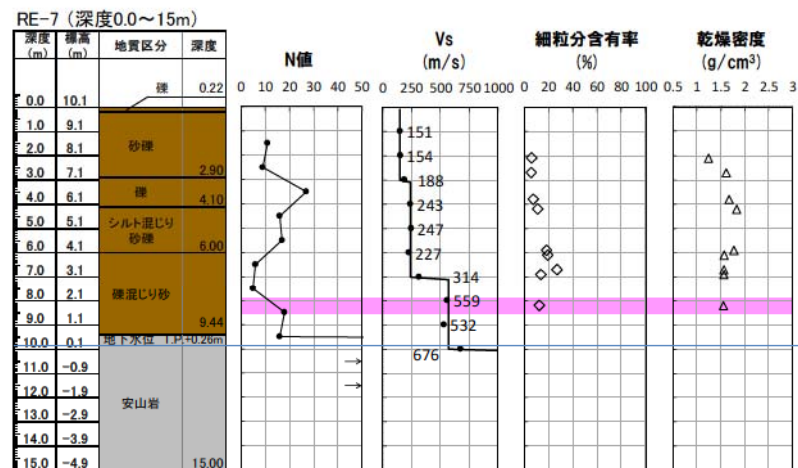 RE-7（深度0.0～15m）
深度 標高 地質区分 深度 N値 Vs 細粒分含有率 乾燥密度
(m) (m) (m/s) (%) (g/cm³)
礫 0.22
0 10 20 30 40 50 0 250 500 750 1000 0 20 40 60 80 100 0.5 1 1.5 2 2.5 3
0.0 10.1
1.0 9.1 151
2.0 8.1 砂礫 154
2.90
3.0 7.1 188
礫
4.0 6.1 4.10 243
シルト混じり
5.0 5.1 247
砂礫
6.0 4.1 6.00 227
7.0 3.1 314
礫混じり砂
8.0 2.1 559
9.0 1.1 9.44 532
地下水位 T.P.+0.26m
10.0 0.1 676
11.0 -0.9
12.0 -1.9
安山岩
13.0 -2.9
14.0 -3.9
15.0 -4.9 15.00